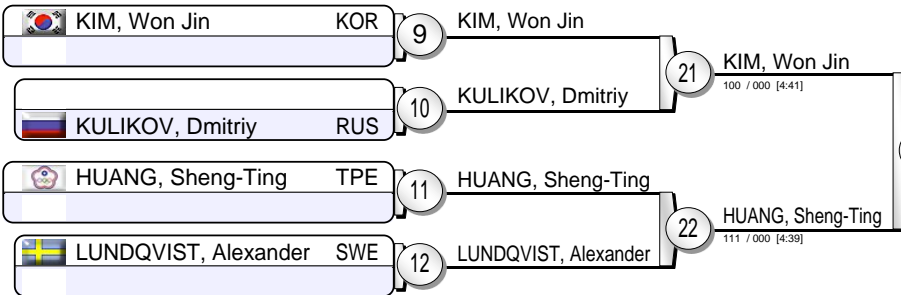 KIM, Won Jin KOR
9
KIM, Won Jin
21
KIM, Won Jin
100 / 000 [4:41]
KULIKOV, Dmitriy RUS
10
KULIKOV, Dmitriy
HUANG, Sheng-Ting TPE
11
HUANG, Sheng-Ting
22
HUANG, Sheng-Ting
111 / 000 [4:39]
LUNDQVIST, Alexander SWE
12
LUNDQVIST, Alexander